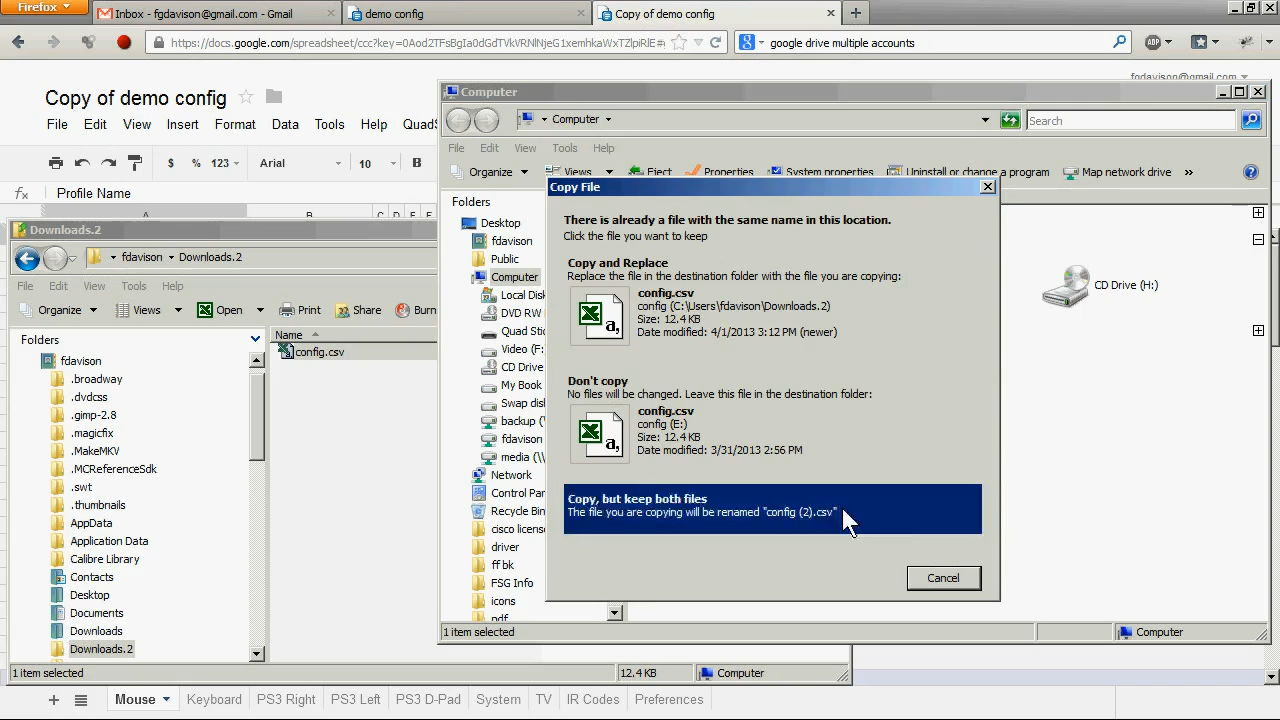 Firefox
Inbox - fgdavison@gmail.com - Gmail
demo config
Copy of demo config
https://docs.google.com/spreadsheet/ccc?key=0Aod2TFsBgIa0dGdTVkVRNlNjeG1xemhkaWxTZlpiRlE#
google drive multiple accounts
ABP
Copy of demo config
fgdavison@gmail.com
File Edit View Insert Format Data Tools Help
$ % 123 Arial 10 B
fx Profile Name
A B C D E F
Computer
Computer
Search
File Edit View Tools Help
Organize Views Eject Properties System properties Uninstall or change a program Map network drive »
Folders
Desktop
fdavison
Public
Computer
Local Disk
DVD RW
Quad Stic
Video (F:
CD Drive
My Book
Swap disk
backup (\
fdavison
media (\\
Network
Control Par
Recycle Bin
cisco license
driver
ff bk
FSG Info
icons
pdf
CD Drive (H:)
1 item selected
Computer
Copy File
There is already a file with the same name in this location.
Click the file you want to keep
Copy and Replace
Replace the file in the destination folder with the file you are copying:
config.csv
config (C:\Users\fdavison\Downloads.2)
Size: 12.4 KB
Date modified: 4/1/2013 3:12 PM (newer)
Don't copy
No files will be changed. Leave this file in the destination folder:
config.csv
config (E:)
Size: 12.4 KB
Date modified: 3/31/2013 2:56 PM
Copy, but keep both files
The file you are copying will be renamed "config (2).csv"
Cancel
Downloads.2
fdavison Downloads.2
File Edit View Tools Help
Organize Views Open Print Share Burn
Folders
fdavison
.broadway
.dvdcss
.gimp-2.8
.magicfix
.MakeMKV
.MCReferenceSdk
.swt
.thumbnails
AppData
Application Data
Calibre Library
Contacts
Desktop
Documents
Downloads
Downloads.2
Name
config.csv
1 item selected
12.4 KB
Computer
+ Mouse Keyboard PS3 Right PS3 Left PS3 D-Pad System TV IR Codes Preferences